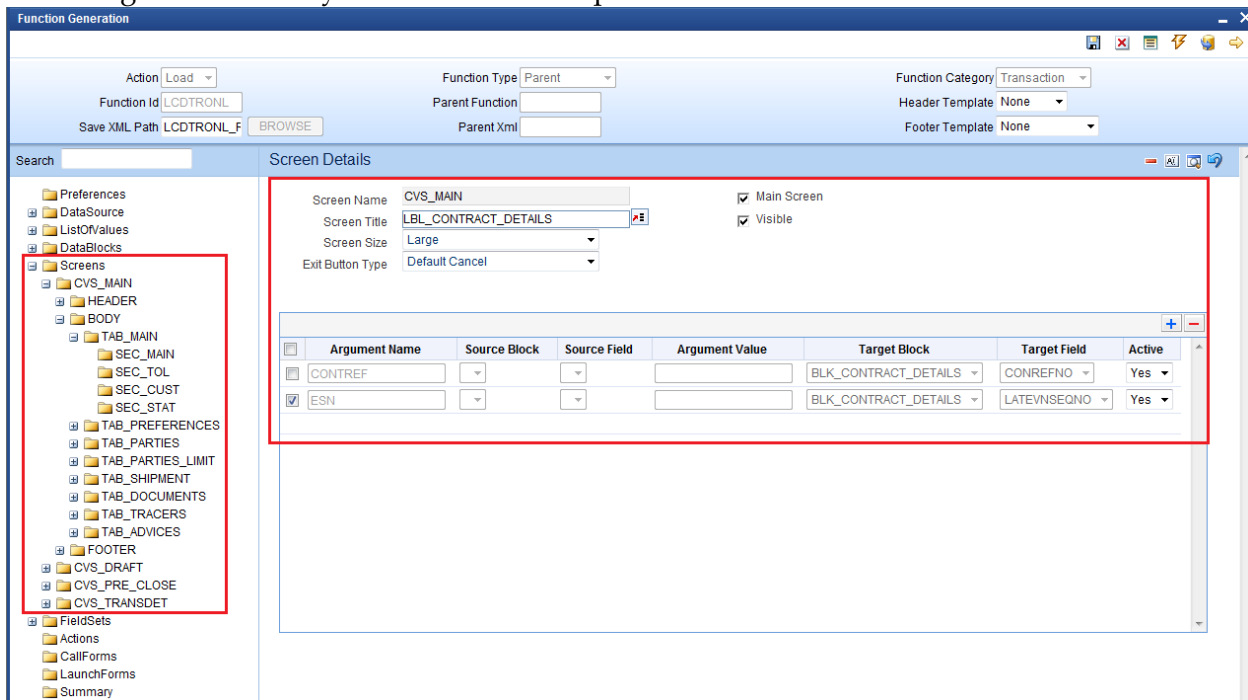 Function Generation
Action Load Function Type Parent Function Category Transaction
Function Id LCDTRONL Parent Function Header Template None
Save XML Path LCDTRONL_F BROWSE Parent Xml Footer Template None
Search Screen Details
Preferences
DataSource
ListOfValues
DataBlocks
Screens
CVS_MAIN
HEADER
BODY
TAB_MAIN
SEC_MAIN
SEC_TOL
SEC_CUST
SEC_STAT
TAB_PREFERENCES
TAB_PARTIES
TAB_PARTIES_LIMIT
TAB_SHIPMENT
TAB_DOCUMENTS
TAB_TRACERS
TAB_ADVICES
FOOTER
CVS_DRAFT
CVS_PRE_CLOSE
CVS_TRANSDET
FieldSets
Actions
CallForms
LaunchForms
Summary
Screen Name CVS_MAIN Main Screen
Screen Title LBL_CONTRACT_DETAILS Visible
Screen Size Large
Exit Button Type Default Cancel
Argument Name Source Block Source Field Argument Value Target Block Target Field Active
CONTREF BLK_CONTRACT_DETAILS CONREFNO Yes
ESN BLK_CONTRACT_DETAILS LATEVNSEQNO Yes